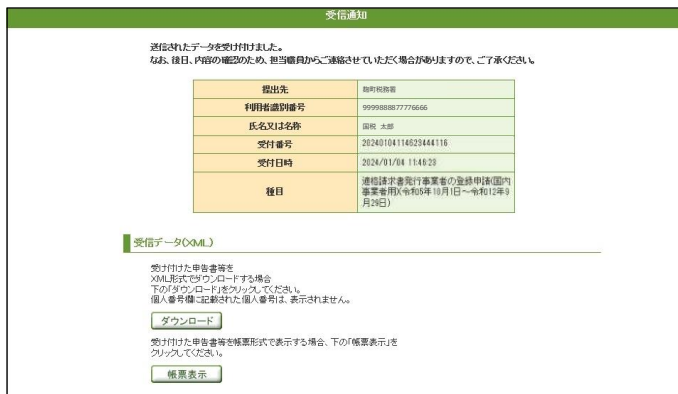 受信通知
送信されたデータを受け付けました。
なお、後日、内容の確認のため、担当職員からご連絡させていただく場合がありますので、ご了承ください。
提出先 麹町税務署
利用者識別番号 9999888877776666
氏名又は名称 国税 太郎
受付番号 20240104114623444116
受付日時 2024/01/04 11:46:23
種目 適格請求書発行事業者の登録申請(国内
事業者用)(令和5年10月1日~令和12年9
月29日)
受信データ(XML)
受け付けた申告書等を
XML形式でダウンロードする場合
下の「ダウンロード」をクリックしてください。
個人番号欄に記載された個人番号は、表示されません。
ダウンロード
受け付けた申告書等を帳票形式で表示する場合、下の「帳票表示」を
クリックしてください。
帳票表示